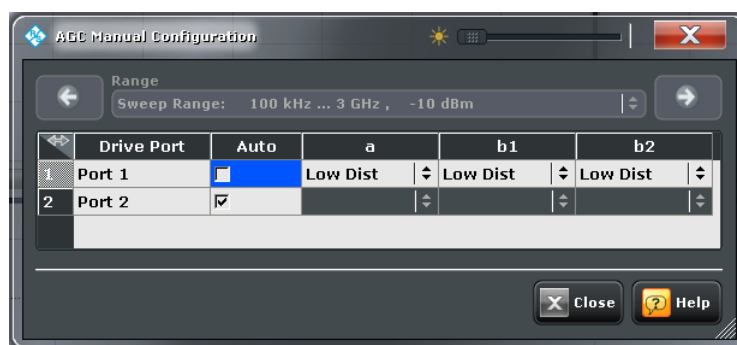 AGC Manual Configuration
Range
Sweep Range: 100 kHz ... 3 GHz , -10 dBm
Drive Port Auto a b1 b2
1 Port 1 Low Dist Low Dist Low Dist
2 Port 2
Close Help